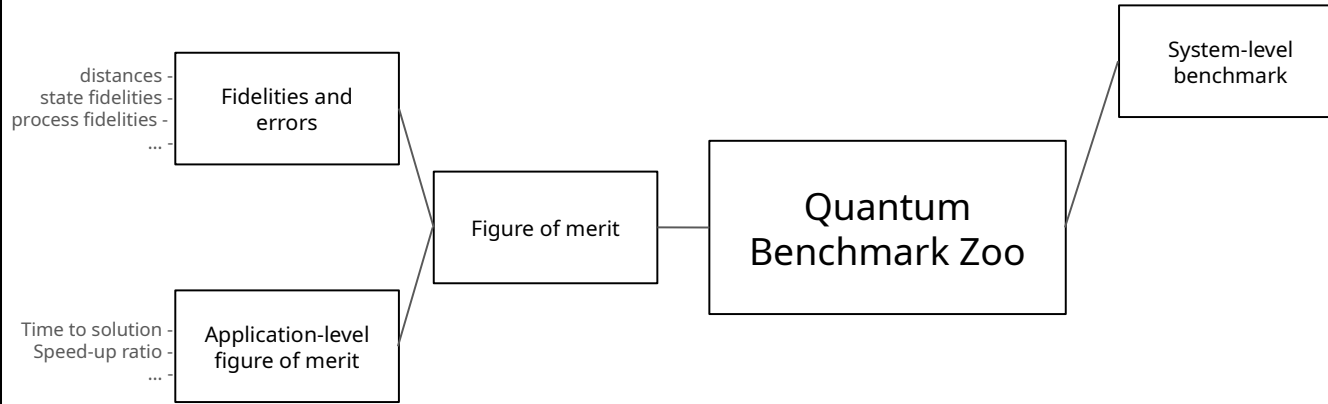 distances -
state fidelities -
process fidelities -
... -
Fidelities and
errors
Time to solution -
Speed-up ratio -
... -
Application-level
figure of merit
Figure of merit
Quantum
Benchmark Zoo
System-level
benchmark